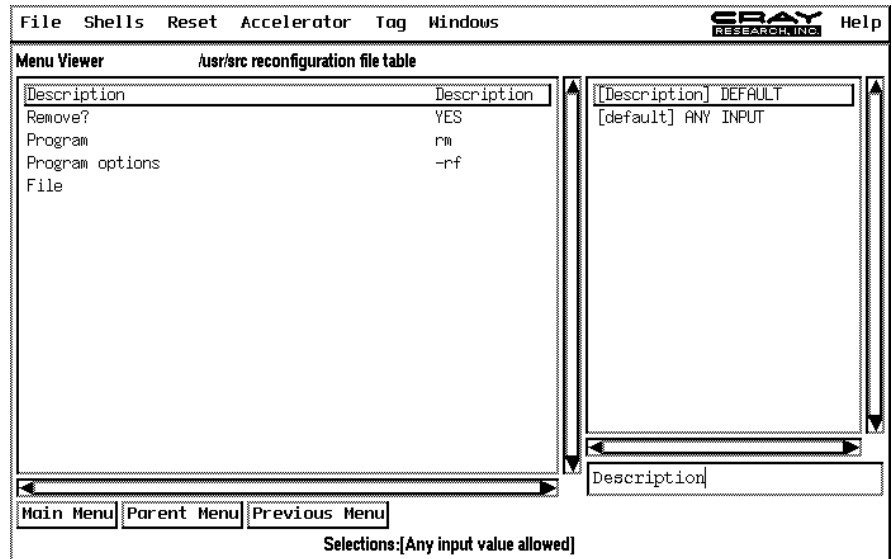 File Shells Reset Accelerator Tag Windows CRAY RESEARCH, INC. Help
Menu Viewer /usr/src reconfiguration file table
Description Description
Remove? YES
Program rm
Program options -rf
File
[Description] DEFAULT
[default] ANY INPUT
Description
Main Menu Parent Menu Previous Menu
Selections:[Any input value allowed]